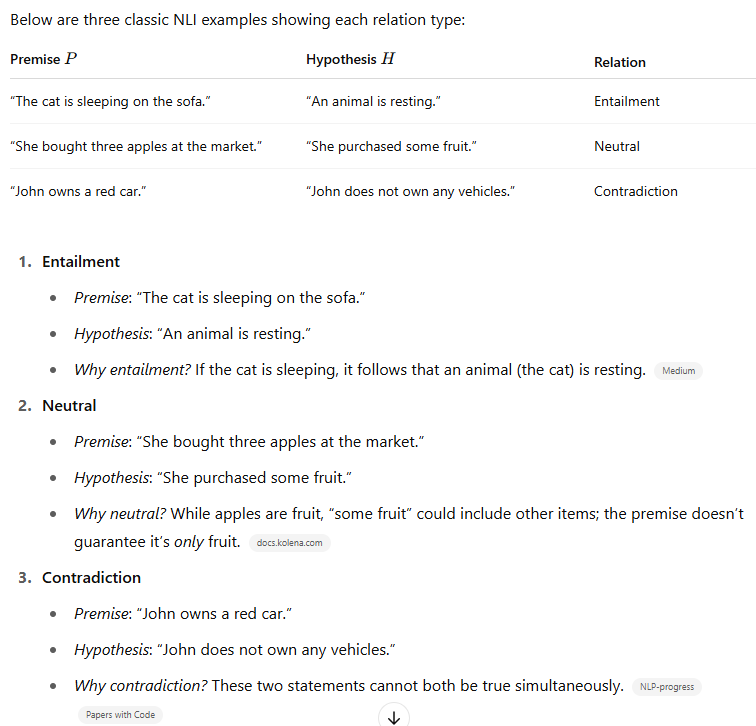 Below are three classic NLI examples showing each relation type:
Premise P Hypothesis H Relation
“The cat is sleeping on the sofa.” “An animal is resting.” Entailment
“She bought three apples at the market.” “She purchased some fruit.” Neutral
“John owns a red car.” “John does not own any vehicles.” Contradiction
1. Entailment
• Premise: “The cat is sleeping on the sofa.”
• Hypothesis: “An animal is resting.”
• Why entailment? If the cat is sleeping, it follows that an animal (the cat) is resting. Medium
2. Neutral
• Premise: “She bought three apples at the market.”
• Hypothesis: “She purchased some fruit.”
• Why neutral? While apples are fruit, “some fruit” could include other items; the premise doesn’t
guarantee it’s only fruit. docs.kolena.com
3. Contradiction
• Premise: “John owns a red car.”
• Hypothesis: “John does not own any vehicles.”
• Why contradiction? These two statements cannot both be true simultaneously. NLP-progress
Papers with Code